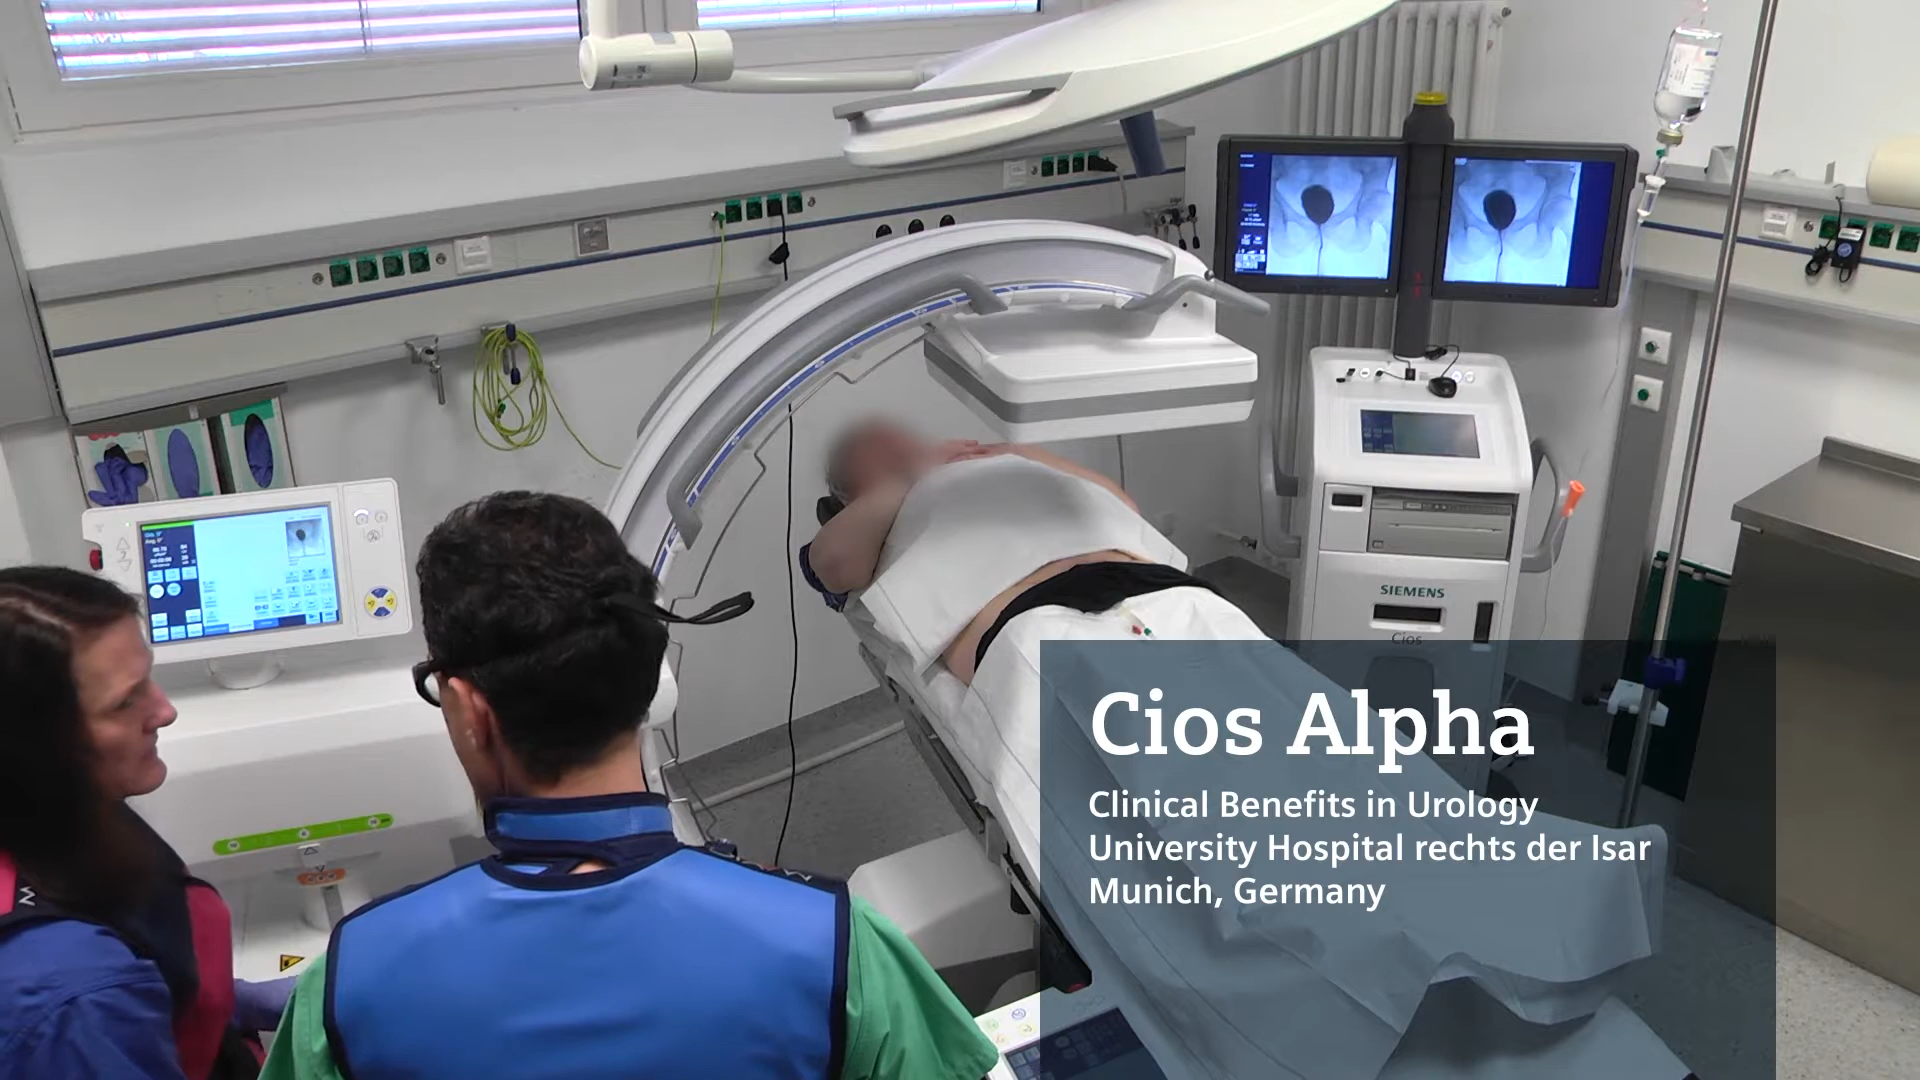 SIEMENS
Cios
Cios Alpha
Clinical Benefits in Urology
University Hospital rechts der Isar
Munich, Germany